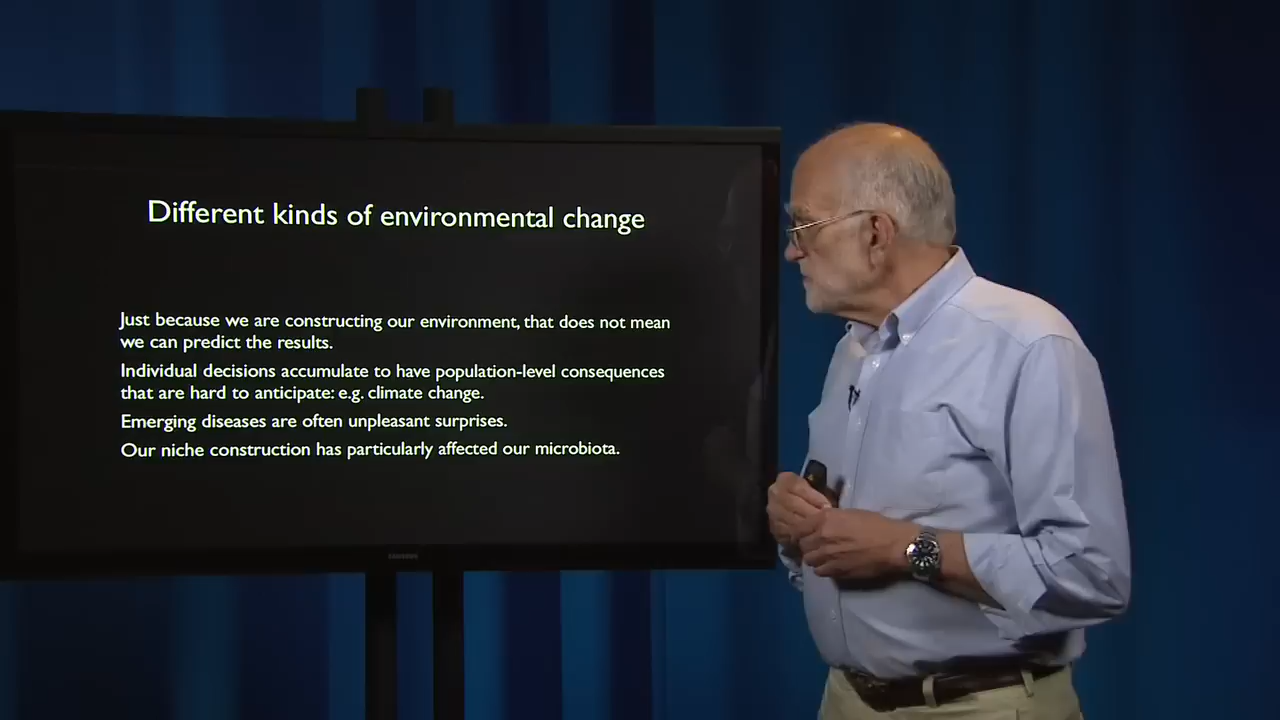 Different kinds of environmental change
Just because we are constructing our environment, that does not mean
we can predict the results.
Individual decisions accumulate to have population-level consequences
that are hard to anticipate: e.g. climate change.
Emerging diseases are often unpleasant surprises.
Our niche construction has particularly affected our microbiota.
SAMSUNG